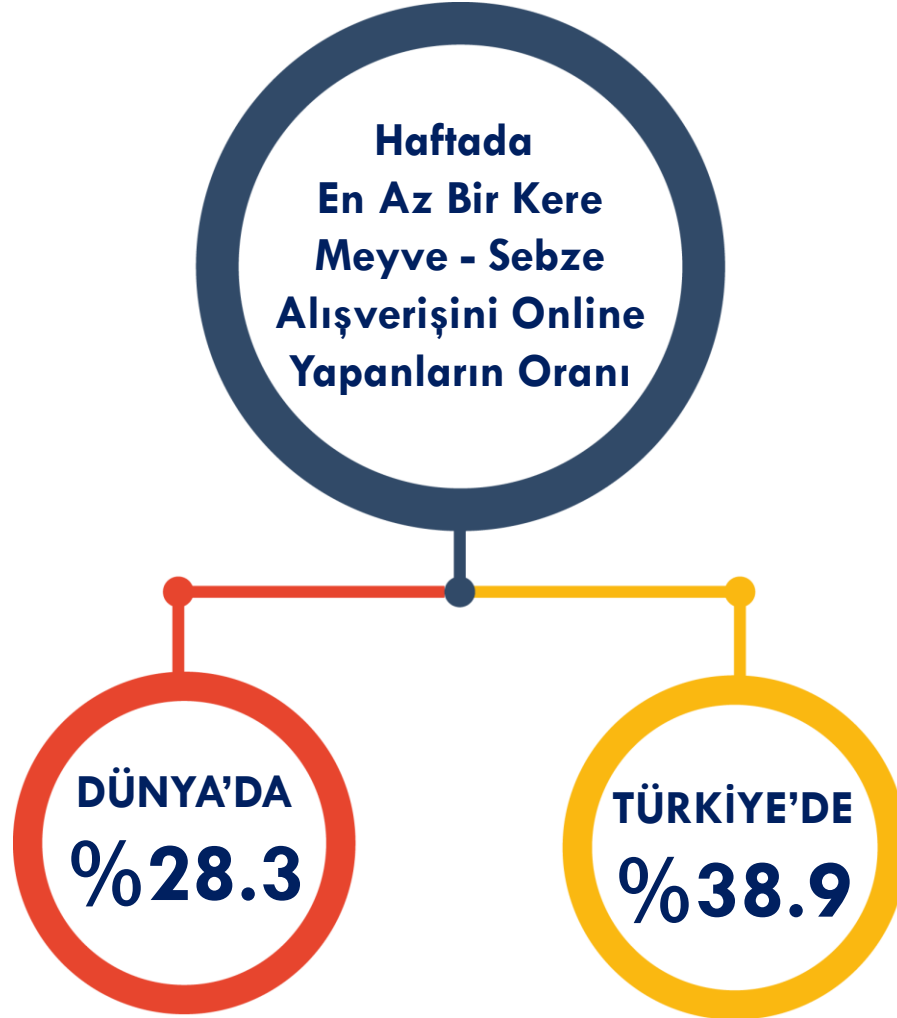 Haftada
En Az Bir Kere
Meyve - Sebze
Alışverişini Online
Yapanların Oranı
DÜNYA’DA
%28.3
TÜRKİYE’DE
%38.9